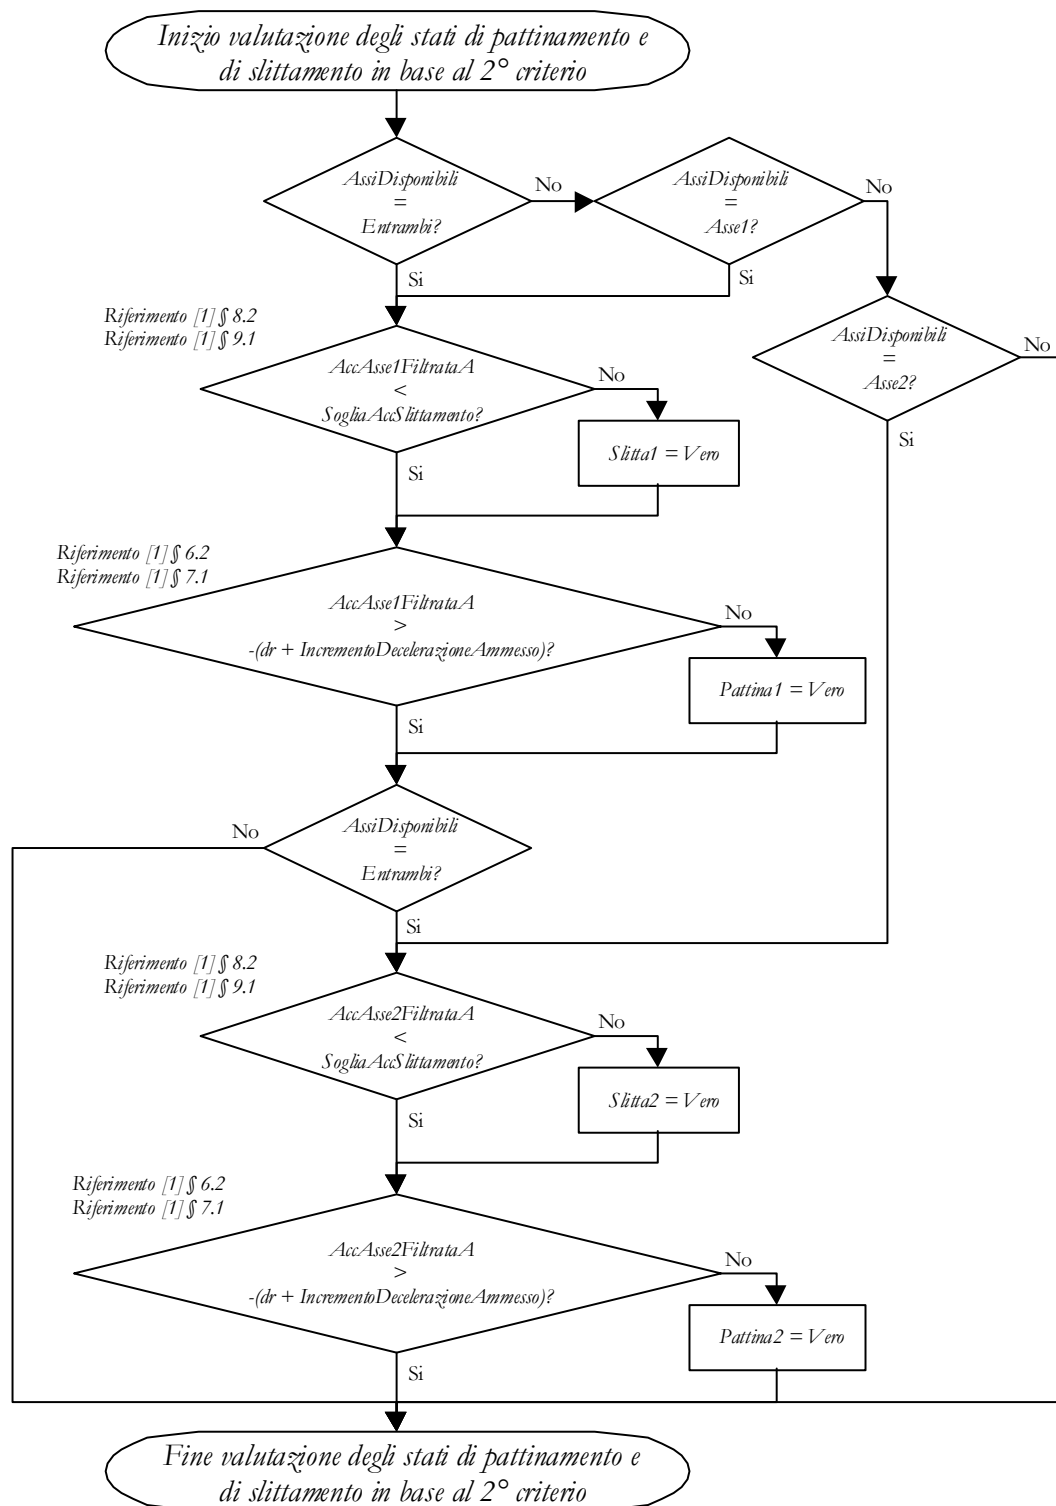 Inizio valutazione degli stati di pattinamento e
di slittamento in base al 2° criterio
AssiDisponibili
=
Entrambi?
No
AssiDisponibili
=
Asse1?
No
Si
Si
Riferimento [1] § 8.2
Riferimento [1] § 9.1
AssiDisponibili
=
Asse2?
No
Si
AccAsse1FiltrataA
<
SogliaAccSlittamento?
No
Slitta1 = Vero
Si
Riferimento [1] § 6.2
Riferimento [1] § 7.1
AccAsse1FiltrataA
>
-(dr + IncrementoDecelerazioneAmmesso)?
No
Pattina1 = Vero
Si
AssiDisponibili
=
Entrambi?
No
Si
Riferimento [1] § 8.2
Riferimento [1] § 9.1
AccAsse2FiltrataA
<
SogliaAccSlittamento?
No
Slitta2 = Vero
Si
Riferimento [1] § 6.2
Riferimento [1] § 7.1
AccAsse2FiltrataA
>
-(dr + IncrementoDecelerazioneAmmesso)?
No
Pattina2 = Vero
Si
Fine valutazione degli stati di pattinamento e
di slittamento in base al 2° criterio